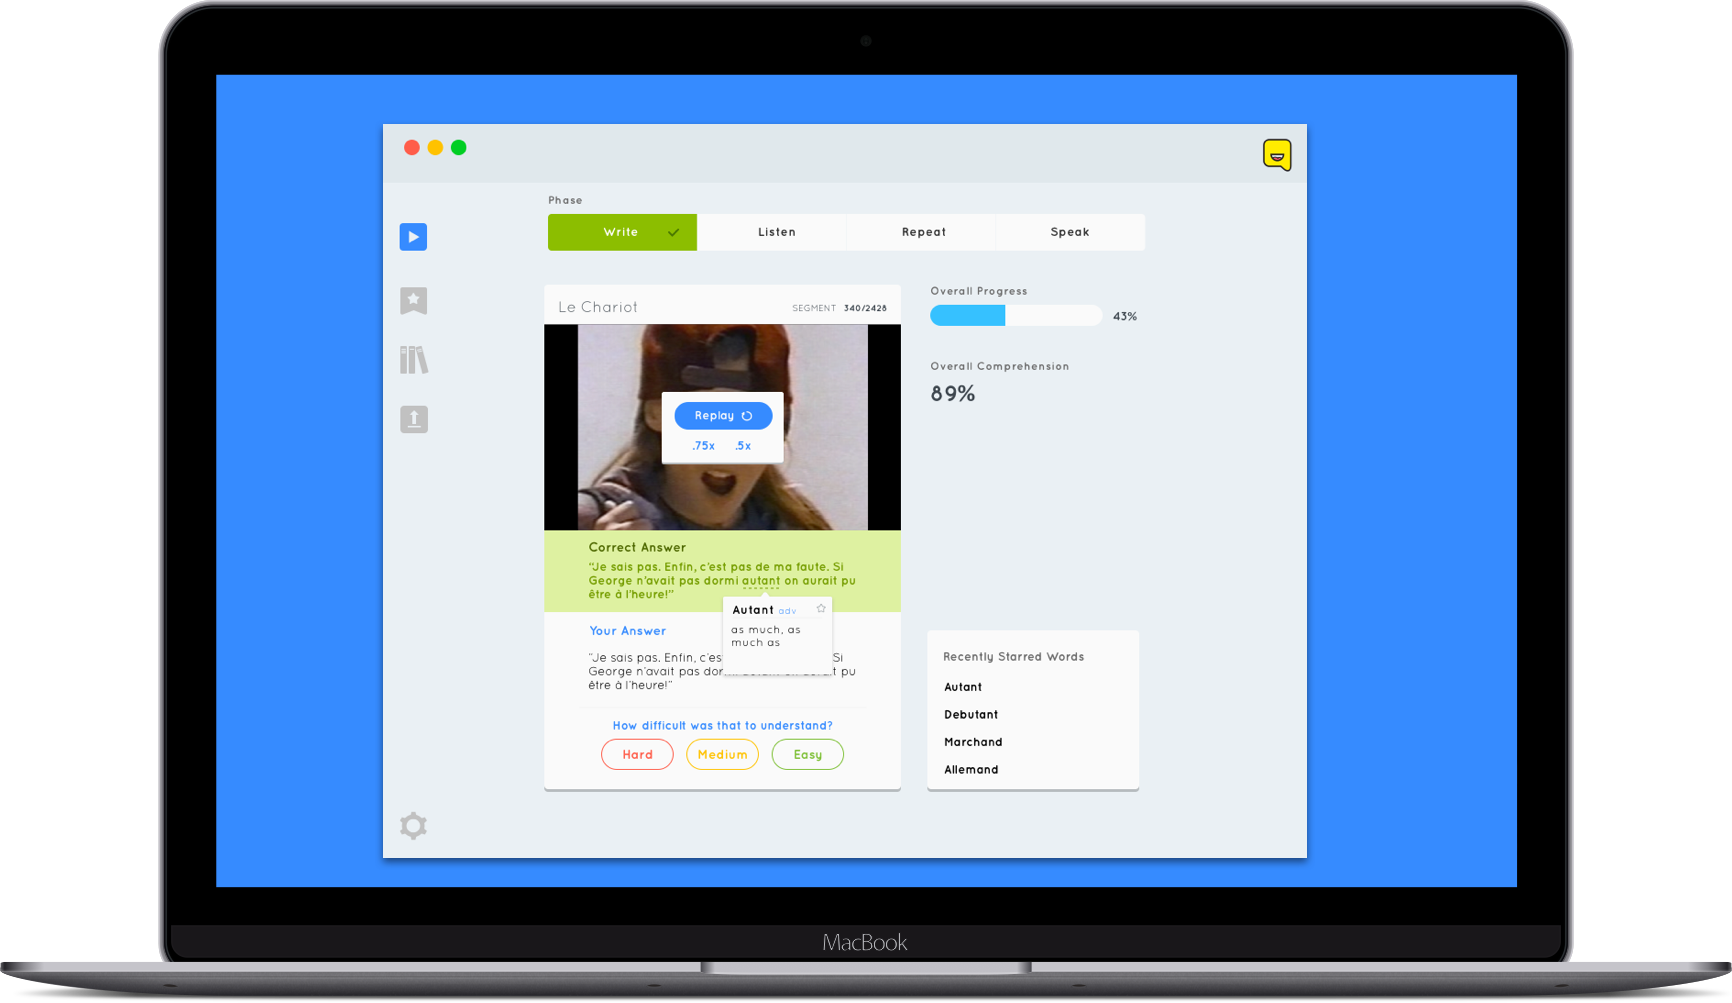 Phase
Write
Listen
Repeat
Speak
Le Chariot
SEGMENT 340/2428
Replay
.75x .5x
Correct Answer
"Je sais pas. Enfin, c'est pas de ma faute. Si
George n'avait pas dormi autant on aurait pu
être à l'heure!"
Autant adv
as much, as
much as
Your Answer
"Je sais pas. Enfin, c'es Si
George n'avait pas dormi autant on aurait pu
être à l'heure!"
How difficult was that to understand?
Hard
Medium
Easy
Overall Progress
43%
Overall Comprehension
89%
Recently Starred Words
Autant
Debutant
Marchand
Allemand
MacBook